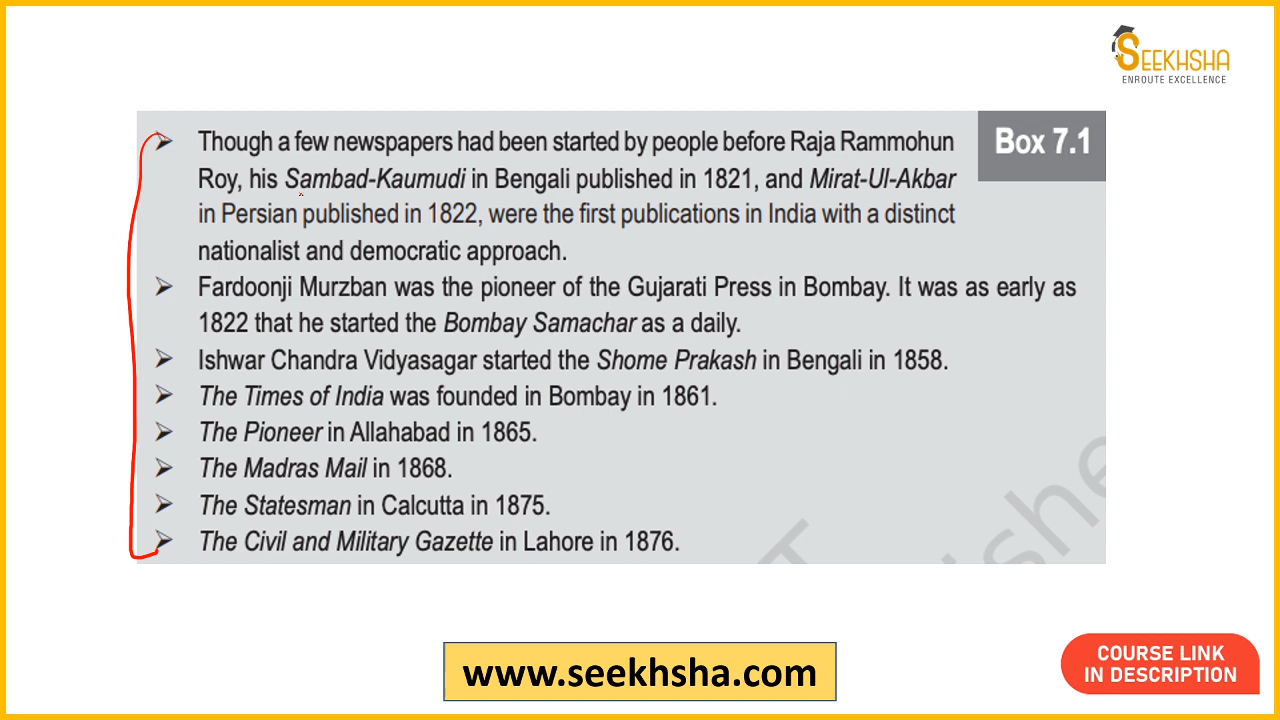 SEEKHSHA
ENROUTE EXCELLENCE
Box 7.1
➢ Though a few newspapers had been started by people before Raja Rammohun
Roy, his Sambad-Kaumudi in Bengali published in 1821, and Mirat-Ul-Akbar
in Persian published in 1822, were the first publications in India with a distinct
nationalist and democratic approach.
➢ Fardoonji Murzban was the pioneer of the Gujarati Press in Bombay. It was as early as
1822 that he started the Bombay Samachar as a daily.
➢ Ishwar Chandra Vidyasagar started the Shome Prakash in Bengali in 1858.
➢ The Times of India was founded in Bombay in 1861.
➢ The Pioneer in Allahabad in 1865.
➢ The Madras Mail in 1868.
➢ The Statesman in Calcutta in 1875.
➢ The Civil and Military Gazette in Lahore in 1876.
www.seekhsha.com
COURSE LINK
IN DESCRIPTION